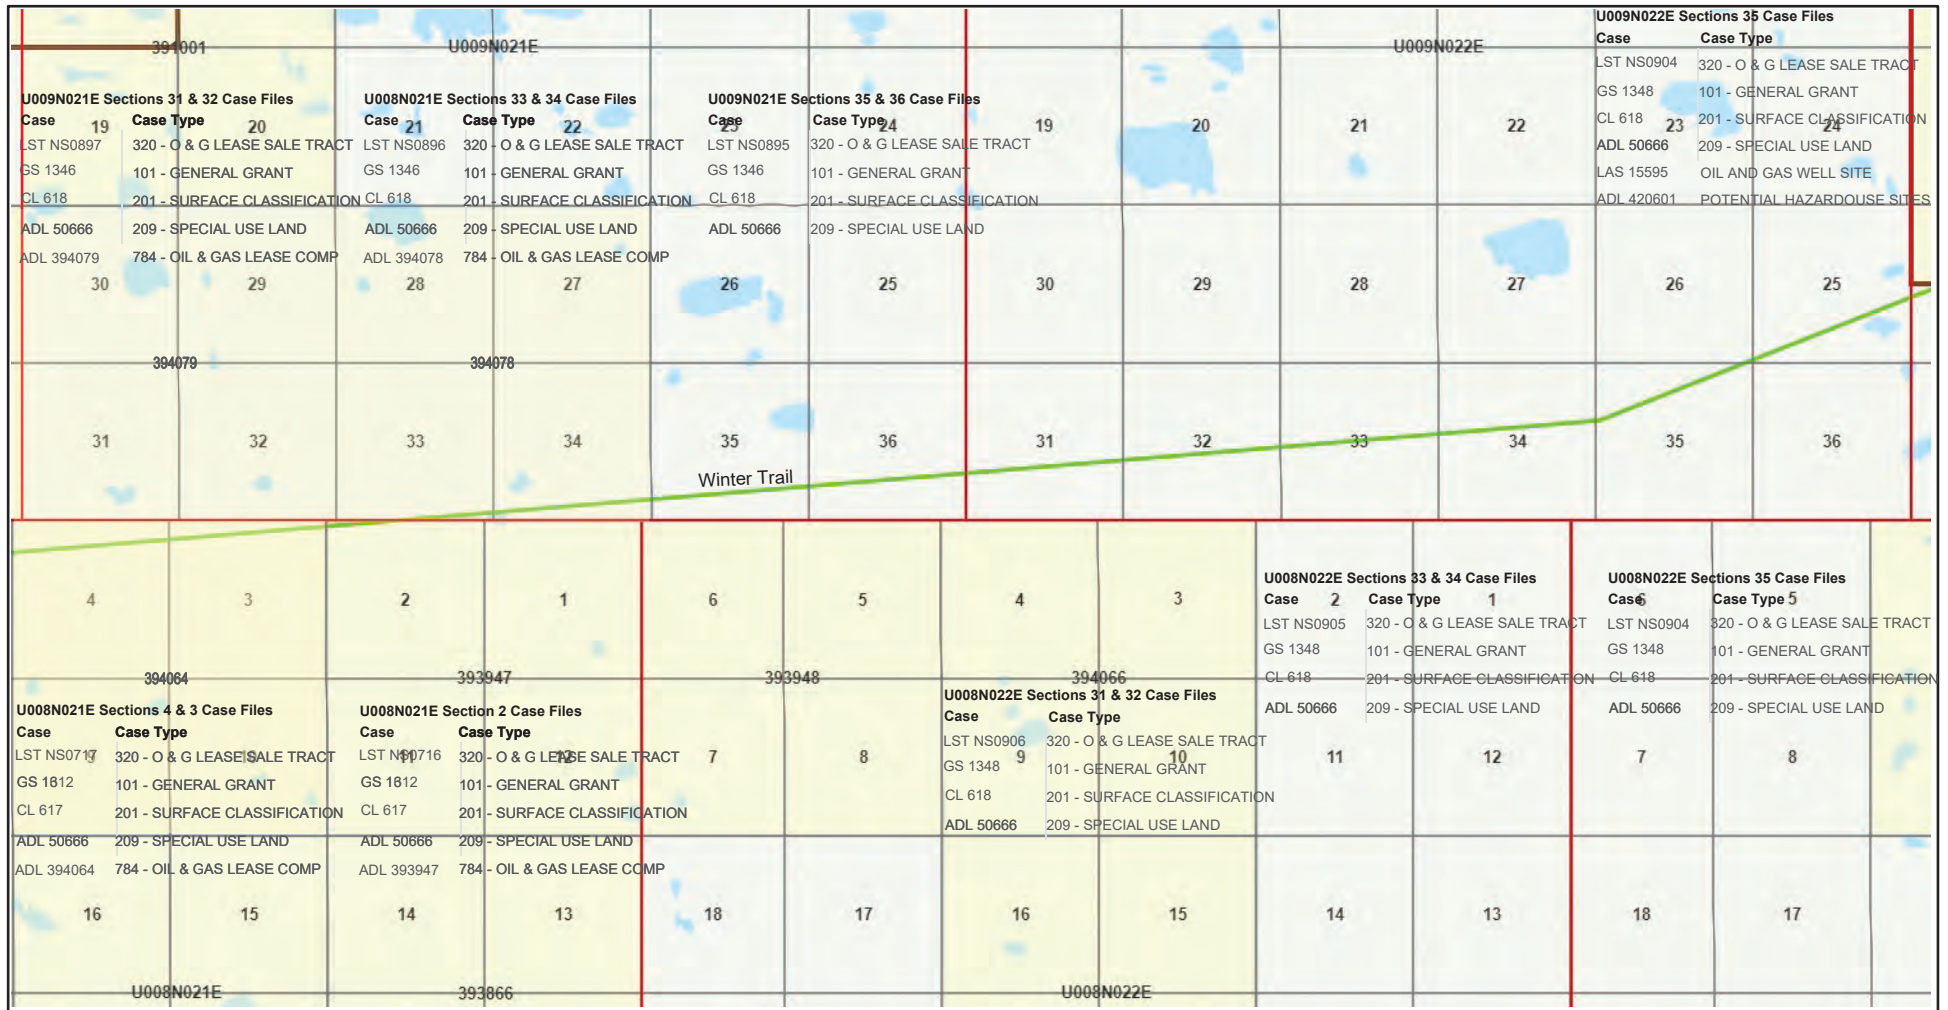 391001
U009N021E
U009N022E
U009N021E Sections 31 & 32 Case Files
Case Case Type
LST NS0897 320 - O & G LEASE SALE TRACT
GS 1346 101 - GENERAL GRANT
CL 618 201 - SURFACE CLASSIFICATION
ADL 50666 209 - SPECIAL USE LAND
ADL 394079 784 - OIL & GAS LEASE COMP
U008N021E Sections 33 & 34 Case Files
Case Case Type
LST NS0896 320 - O & G LEASE SALE TRACT
GS 1346 101 - GENERAL GRANT
CL 618 201 - SURFACE CLASSIFICATION
ADL 50666 209 - SPECIAL USE LAND
ADL 394078 784 - OIL & GAS LEASE COMP
U009N021E Sections 35 & 36 Case Files
Case Case Type
LST NS0895 320 - O & G LEASE SALE TRACT
GS 1346 101 - GENERAL GRANT
CL 618 201 - SURFACE CLASSIFICATION
ADL 50666 209 - SPECIAL USE LAND
U009N022E Sections 35 Case Files
Case Case Type
LST NS0904 320 - O & G LEASE SALE TRACT
GS 1348 101 - GENERAL GRANT
CL 618 201 - SURFACE CLASSIFICATION
ADL 50666 209 - SPECIAL USE LAND
LAS 15595 OIL AND GAS WELL SITE
ADL 420601 POTENTIAL HAZARDOUSE SITES
19 20 21 22 23 24 19 20 21 22 23 24
30 29 28 27 26 25 30 29 28 27 26 25
394079 394078
31 32 33 34 35 36 31 32 33 34 35 36
Winter Trail
4 3 2 1 6 5 4 3 2 1 6 5
394064 393947 393948 394066
U008N022E Sections 33 & 34 Case Files
Case Case Type
LST NS0905 320 - O & G LEASE SALE TRACT
GS 1348 101 - GENERAL GRANT
CL 618 201 - SURFACE CLASSIFICATION
ADL 50666 209 - SPECIAL USE LAND
U008N022E Sections 35 Case Files
Case Case Type
LST NS0904 320 - O & G LEASE SALE TRACT
GS 1348 101 - GENERAL GRANT
CL 618 201 - SURFACE CLASSIFICATION
ADL 50666 209 - SPECIAL USE LAND
U008N021E Sections 4 & 3 Case Files
Case Case Type
LST NS0717 320 - O & G LEASE SALE TRACT
GS 1612 101 - GENERAL GRANT
CL 617 201 - SURFACE CLASSIFICATION
ADL 50666 209 - SPECIAL USE LAND
ADL 394064 784 - OIL & GAS LEASE COMP
U008N021E Section 2 Case Files
Case Case Type
LST NS0716 320 - O & G LEASE SALE TRACT
GS 1612 101 - GENERAL GRANT
CL 617 201 - SURFACE CLASSIFICATION
ADL 50666 209 - SPECIAL USE LAND
ADL 393947 784 - OIL & GAS LEASE COMP
U008N022E Sections 31 & 32 Case Files
Case Case Type
LST NS0906 320 - O & G LEASE SALE TRACT
GS 1348 101 - GENERAL GRANT
CL 618 201 - SURFACE CLASSIFICATION
ADL 50666 209 - SPECIAL USE LAND
9 10 11 12 7 8 9 10 11 12 7 8
16 15 14 13 18 17 16 15 14 13 18 17
U008N021E 393866 U008N022E